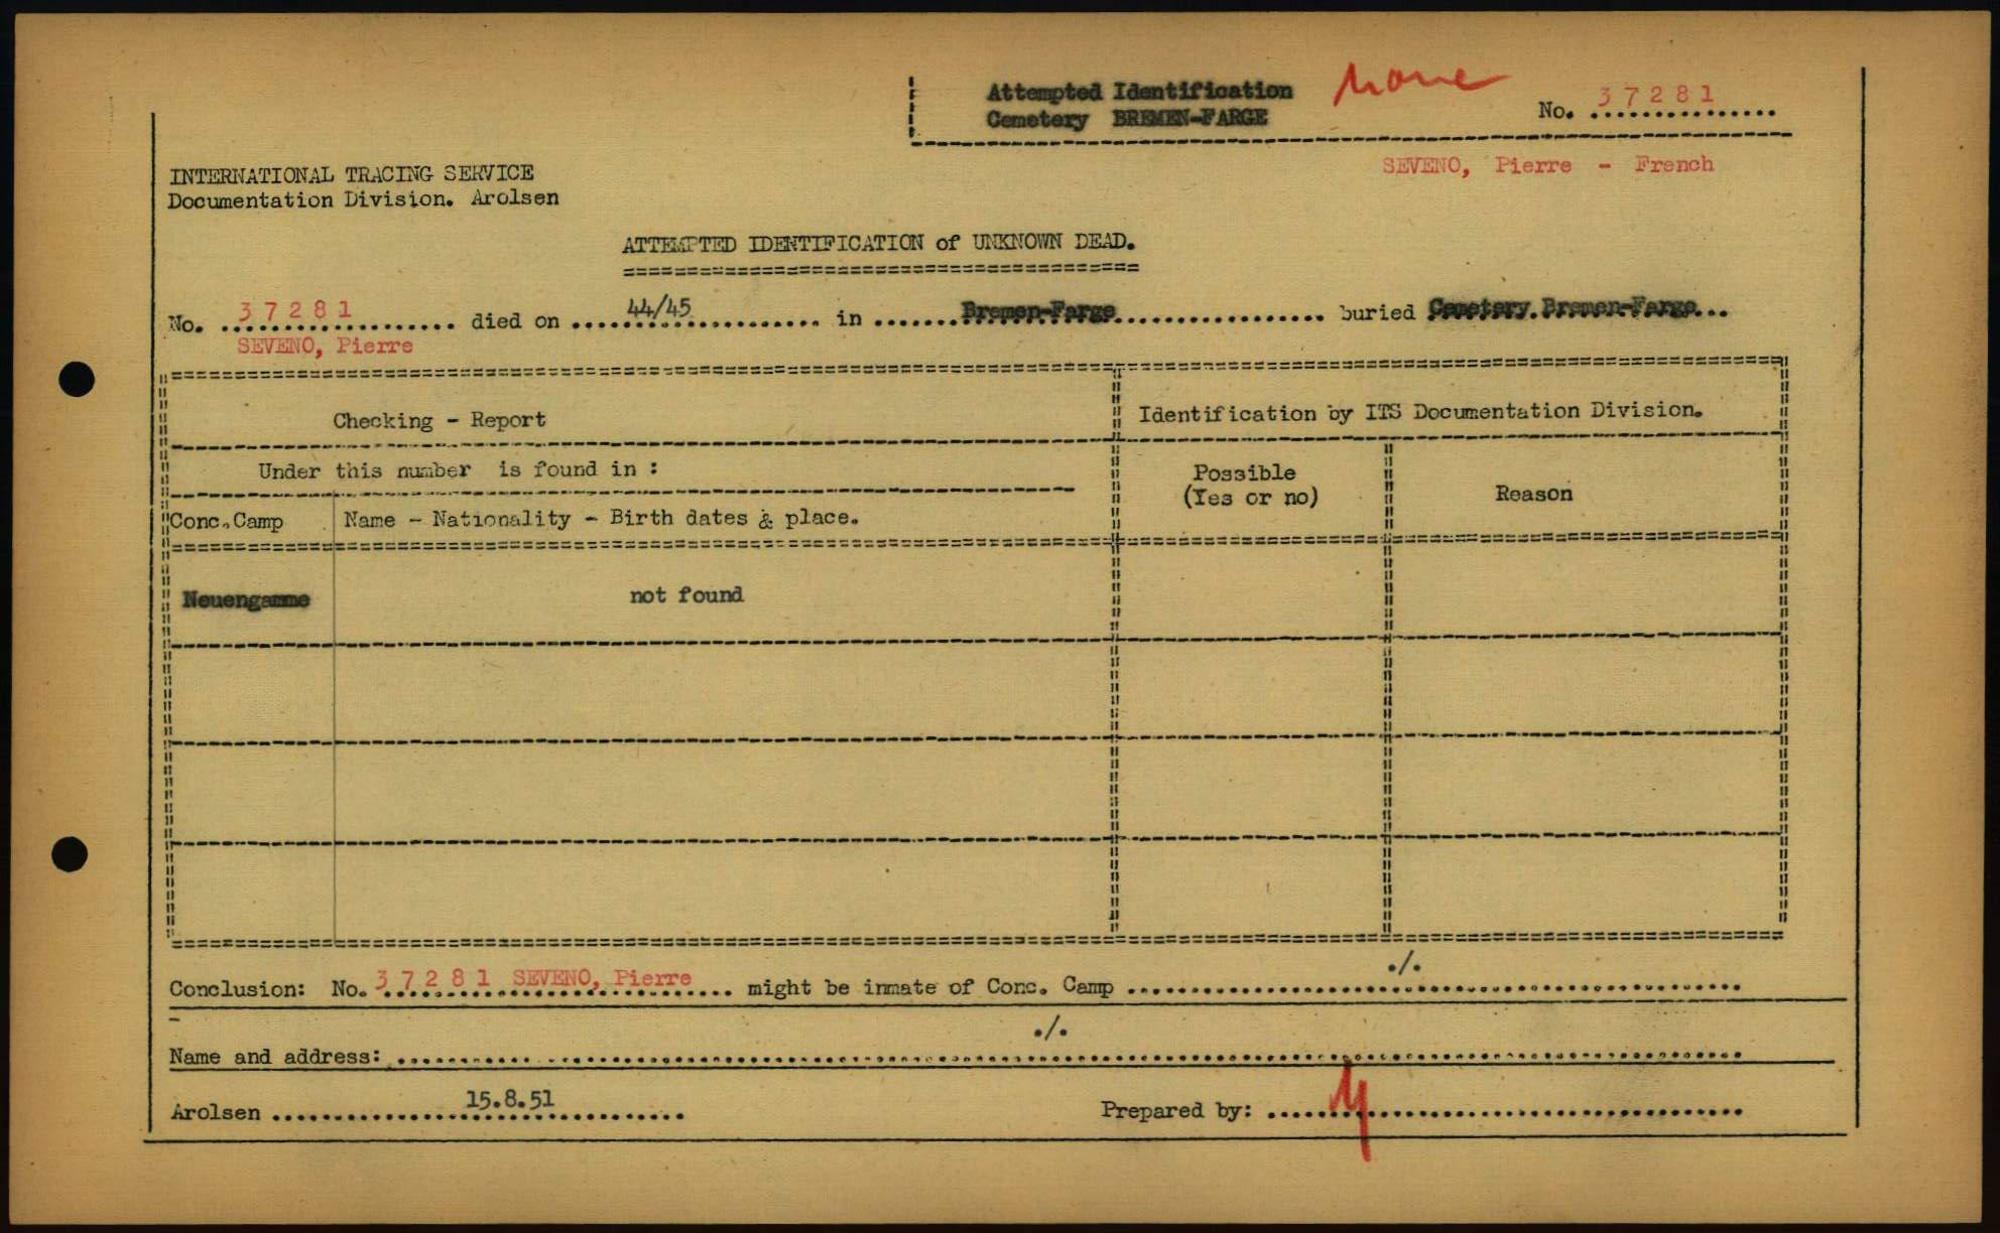 Attempted Identification none
Cemetery BREMEN-FARGE
No. 37281
SEVENO, Pierre - French
INTERNATIONAL TRACING SERVICE
Documentation Division. Arolsen
ATTEMPTED IDENTIFICATION of UNKNOWN DEAD.
No. 37281 died on 44/45 in Bremen-Farge buried Cemetery Bremen-Farge
SEVENO, Pierre
Checking - Report
Identification by ITS Documentation Division.
Under this number is found in :
Possible
(Yes or no)
Reason
Conc.Camp Name - Nationality - Birth dates & place.
Neuengamme not found
Conclusion: No. 37281 SEVENO, Pierre might be inmate of Conc. Camp ./.
Name and address: ./.
Arolsen 15.8.51 Prepared by: